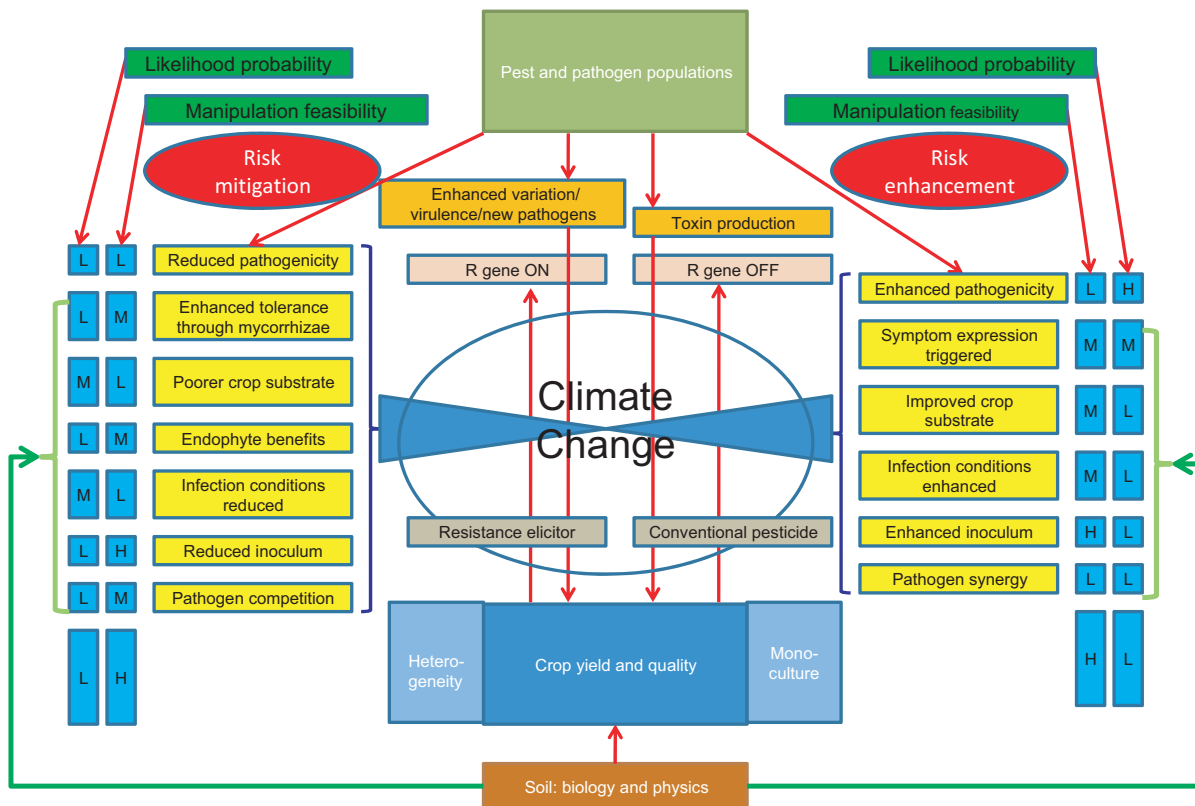 Pest and pathogen populations
Likelihood probability
Manipulation feasibility
Risk
mitigation
Likelihood probability
Manipulation feasibility
Risk
enhancement
Enhanced variation/
virulence/new pathogens
Toxin production
R gene ON
R gene OFF
L L Reduced pathogenicity
L M Enhanced tolerance
through mycorrhizae
M L Poorer crop substrate
L M Endophyte benefits
M L Infection conditions
reduced
L H Reduced inoculum
L M Pathogen competition
L H
Climate
Change
Resistance elicitor
Conventional pesticide
Enhanced pathogenicity L H
Symptom expression
triggered M M
Improved crop
substrate M L
Infection conditions
enhanced M L
Enhanced inoculum H L
Pathogen synergy L L
H L
Heterо-
geneity
Crop yield and quality
Mono-
culture
Soil: biology and physics